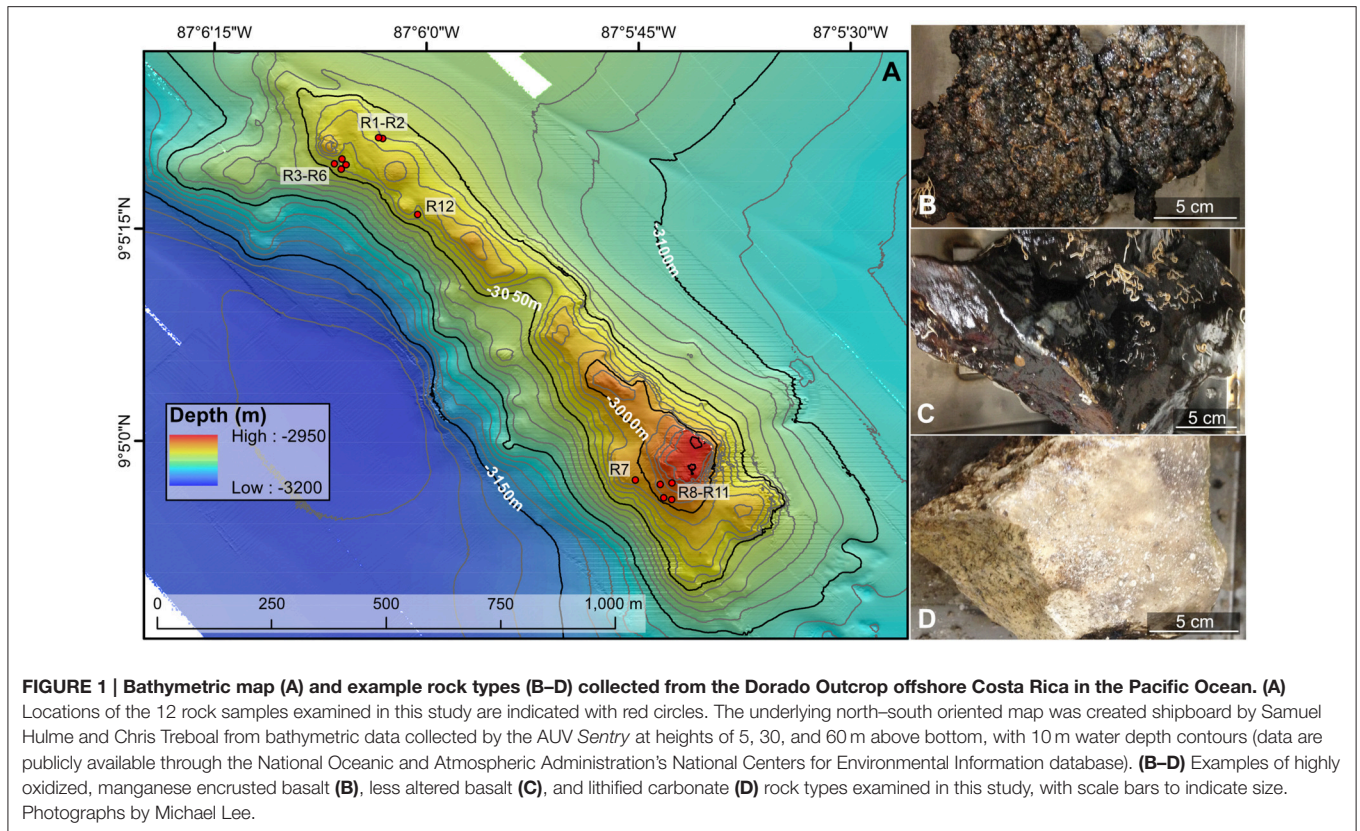 87°6'15"W 87°6'0"W 87°5'45"W 87°5'30"W
A
R1-R2
R3-R6
R12
9°5'15"N
-3100m
-3050m
-3000m
9°5'0"N
Depth (m)
High : -2950
Low : -3200
R7
R8-R11
-3150m
0 250 500 750 1,000 m
B
5 cm
C
5 cm
D
5 cm
FIGURE 1 | Bathymetric map (A) and example rock types (B–D) collected from the Dorado Outcrop offshore Costa Rica in the Pacific Ocean. (A)
Locations of the 12 rock samples examined in this study are indicated with red circles. The underlying north–south oriented map was created shipboard by Samuel
Hulme and Chris Treboal from bathymetric data collected by the AUV Sentry at heights of 5, 30, and 60 m above bottom, with 10 m water depth contours (data are
publicly available through the National Oceanic and Atmospheric Administration's National Centers for Environmental Information database). (B–D) Examples of highly
oxidized, manganese encrusted basalt (B), less altered basalt (C), and lithified carbonate (D) rock types examined in this study, with scale bars to indicate size.
Photographs by Michael Lee.